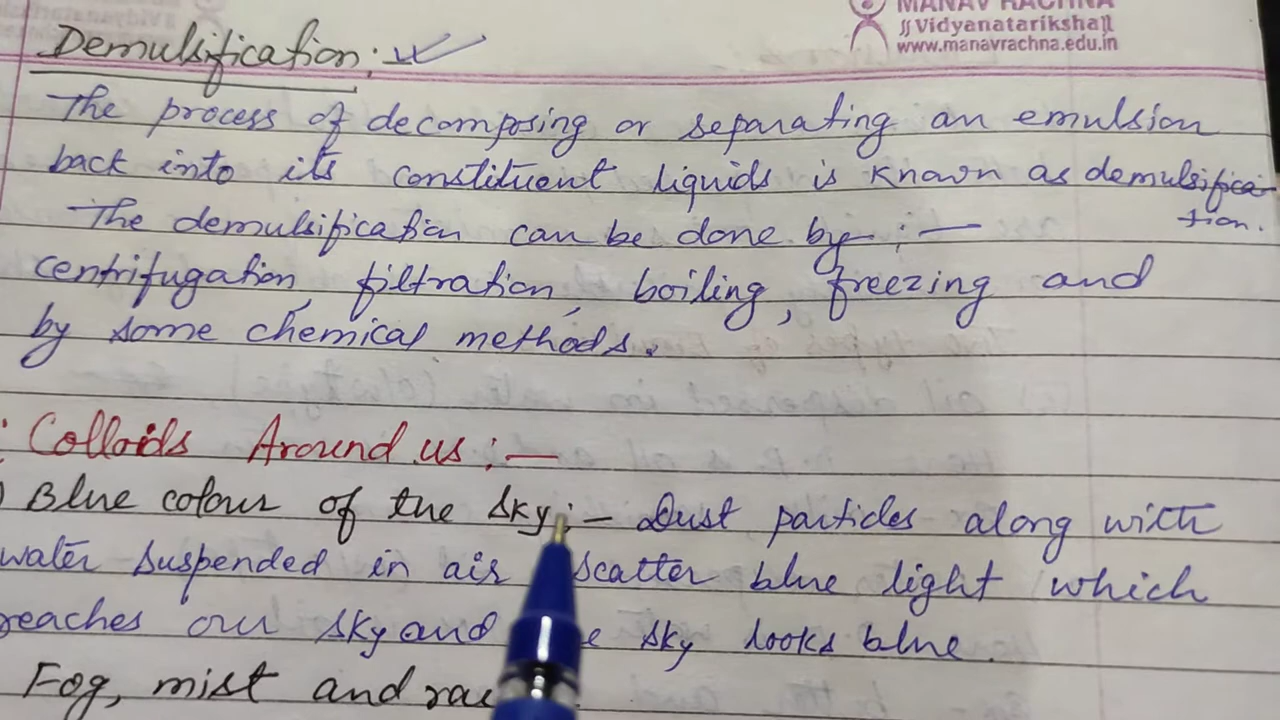 MANAV RACHNA
॥Vidyanatariksha॥
www.manavrachna.edu.in
Demulsification :
The process of decomposing or separating an emulsion
back into its constituent liquids is known as demulsifica-
tion.
The demulsification can be done by :—
centrifugation, filtration, boiling, freezing and
by some chemical methods.
: Colloids Around us :—
) Blue colour of the sky :— Dust particles along with
water suspended in air scatter blue light which
reaches our sky and sky looks blue.
Fog, mist and